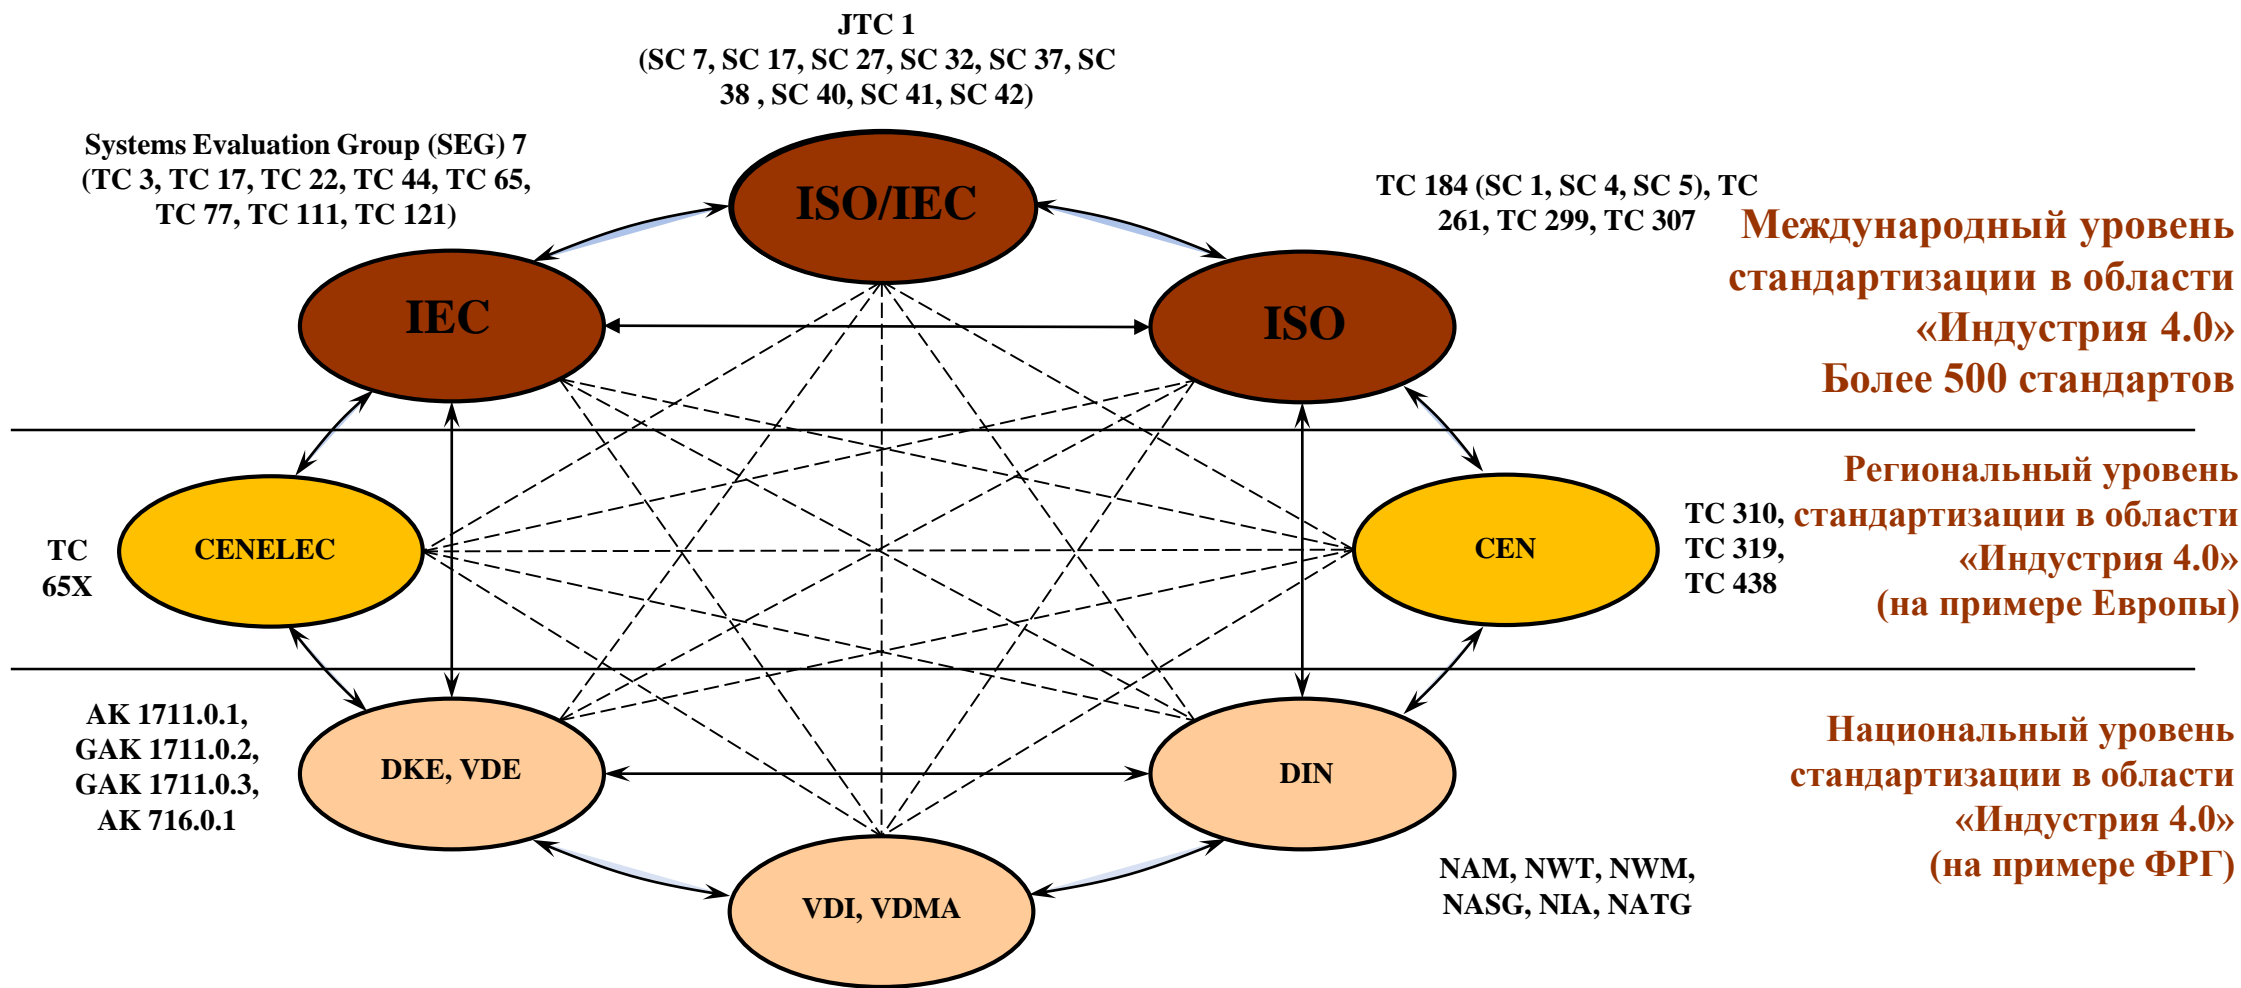 JTC 1
(SC 7, SC 17, SC 27, SC 32, SC 37, SC
38 , SC 40, SC 41, SC 42)
Systems Evaluation Group (SEG) 7
(TC 3, TC 17, TC 22, TC 44, TC 65,
TC 77, TC 111, TC 121)
ISO/IEC
TC 184 (SC 1, SC 4, SC 5), TC
261, TC 299, TC 307
Международный уровень
стандартизации в области
«Индустрия 4.0»
Более 500 стандартов
IEC
ISO
Региональный уровень
стандартизации в области
«Индустрия 4.0»
(на примере Европы)
TC
65X
CENELEC
CEN
TC 310,
TC 319,
TC 438
AK 1711.0.1,
GAK 1711.0.2,
GAK 1711.0.3,
AK 716.0.1
DKE, VDE
DIN
Национальный уровень
стандартизации в области
«Индустрия 4.0»
(на примере ФРГ)
VDI, VDMA
NAM, NWT, NWM,
NASG, NIA, NATG